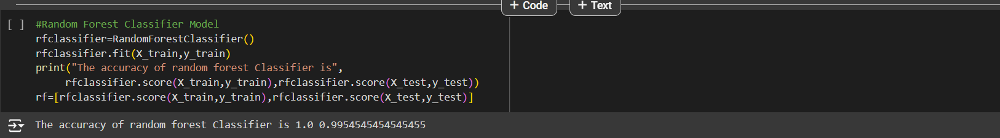 + Code + Text
[ ] #Random Forest Classifier Model
rfclassifier=RandomForestClassifier()
rfclassifier.fit(X_train,y_train)
print("The accuracy of random forest Classifier is",
rfclassifier.score(X_train,y_train),rfclassifier.score(X_test,y_test))
rf=[rfclassifier.score(X_train,y_train),rfclassifier.score(X_test,y_test)]
The accuracy of random forest Classifier is 1.0 0.9954545454545455